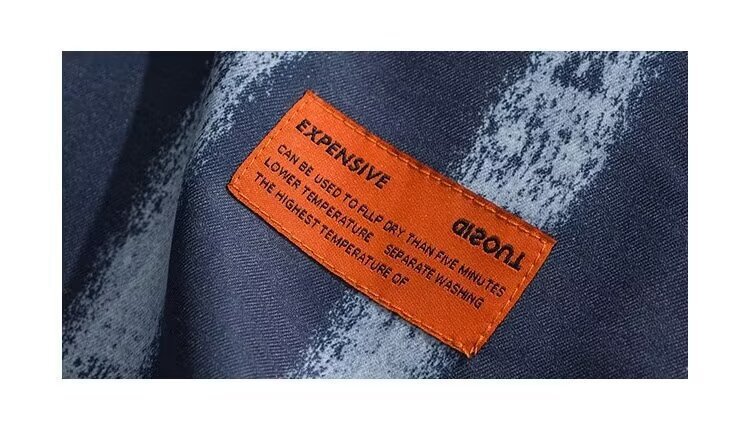 EXPENSIVE
TUOSID
CAN BE USED TO FLLP DRY THAN FIVE MINUTES
LOWER TEMPERATURE SEPARATE WASHING
THE HIGHEST TEMPERATURE OF